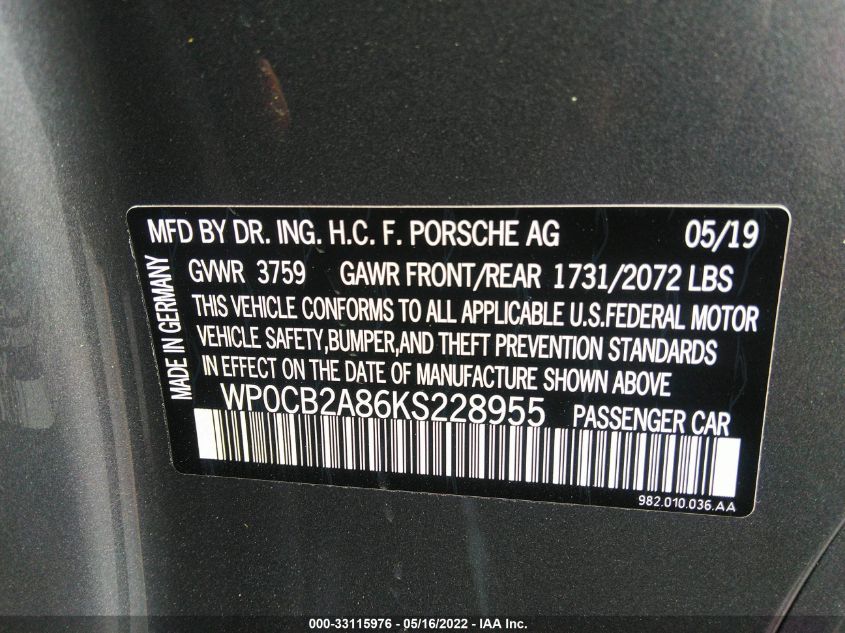 MFD BY DR. ING. H.C. F. PORSCHE AG 05/19
GVWR 3759 GAWR FRONT/REAR 1731/2072 LBS
THIS VEHICLE CONFORMS TO ALL APPLICABLE U.S.FEDERAL MOTOR
VEHICLE SAFETY,BUMPER,AND THEFT PREVENTION STANDARDS
IN EFFECT ON THE DATE OF MANUFACTURE SHOWN ABOVE
MADE IN GERMANY
WP0CB2A86KS228955 PASSENGER CAR
982.010.036.AA
000-33115976 - 05/16/2022 - IAA Inc.